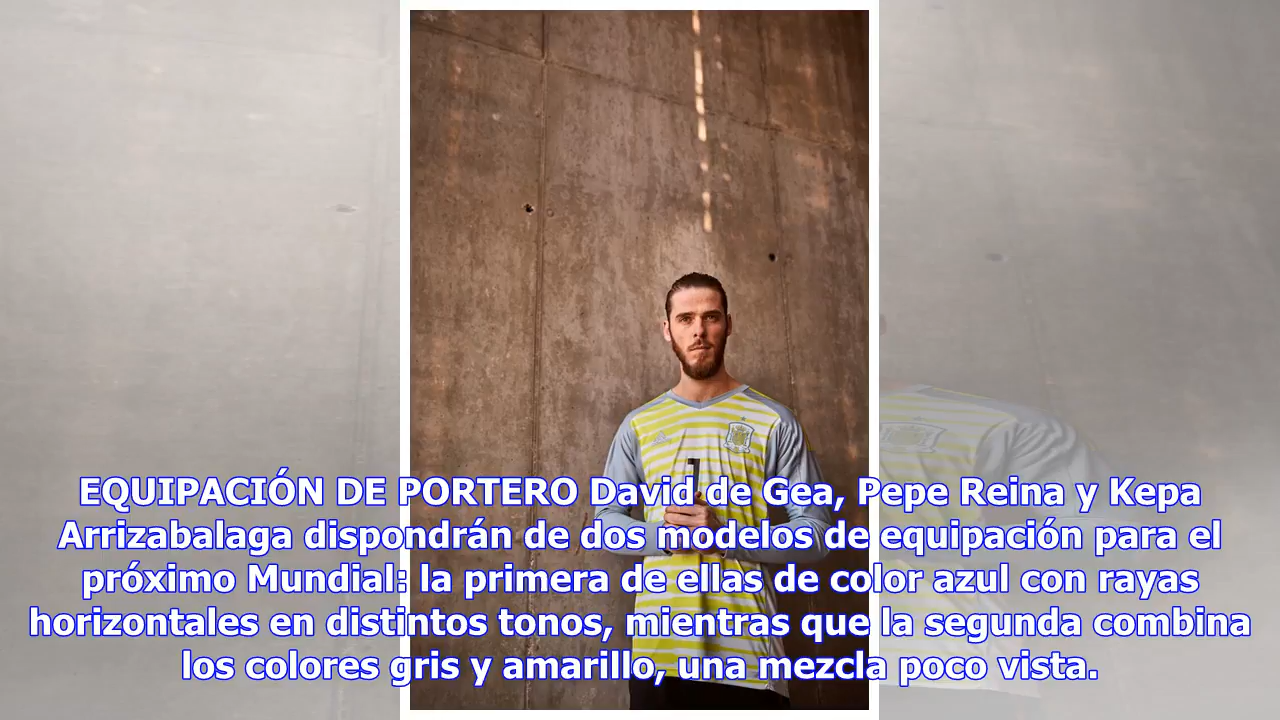 1
EQUIPACIÓN DE PORTERO David de Gea, Pepe Reina y Kepa
Arrizabalaga dispondrán de dos modelos de equipación para el
próximo Mundial: la primera de ellas de color azul con rayas
horizontales en distintos tonos, mientras que la segunda combina
los colores gris y amarillo, una mezcla poco vista.